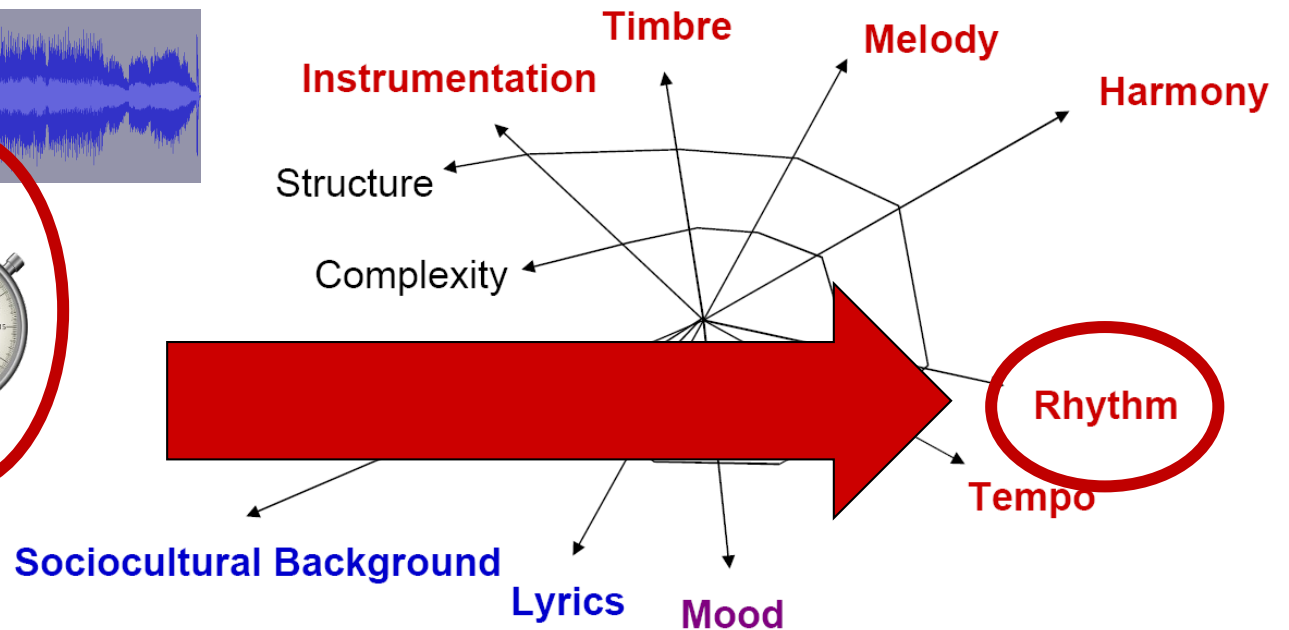 Timbre
Melody
Instrumentation
Harmony
Structure
Complexity
Rhythm
Tempo
Sociocultural Background
Lyrics
Mood